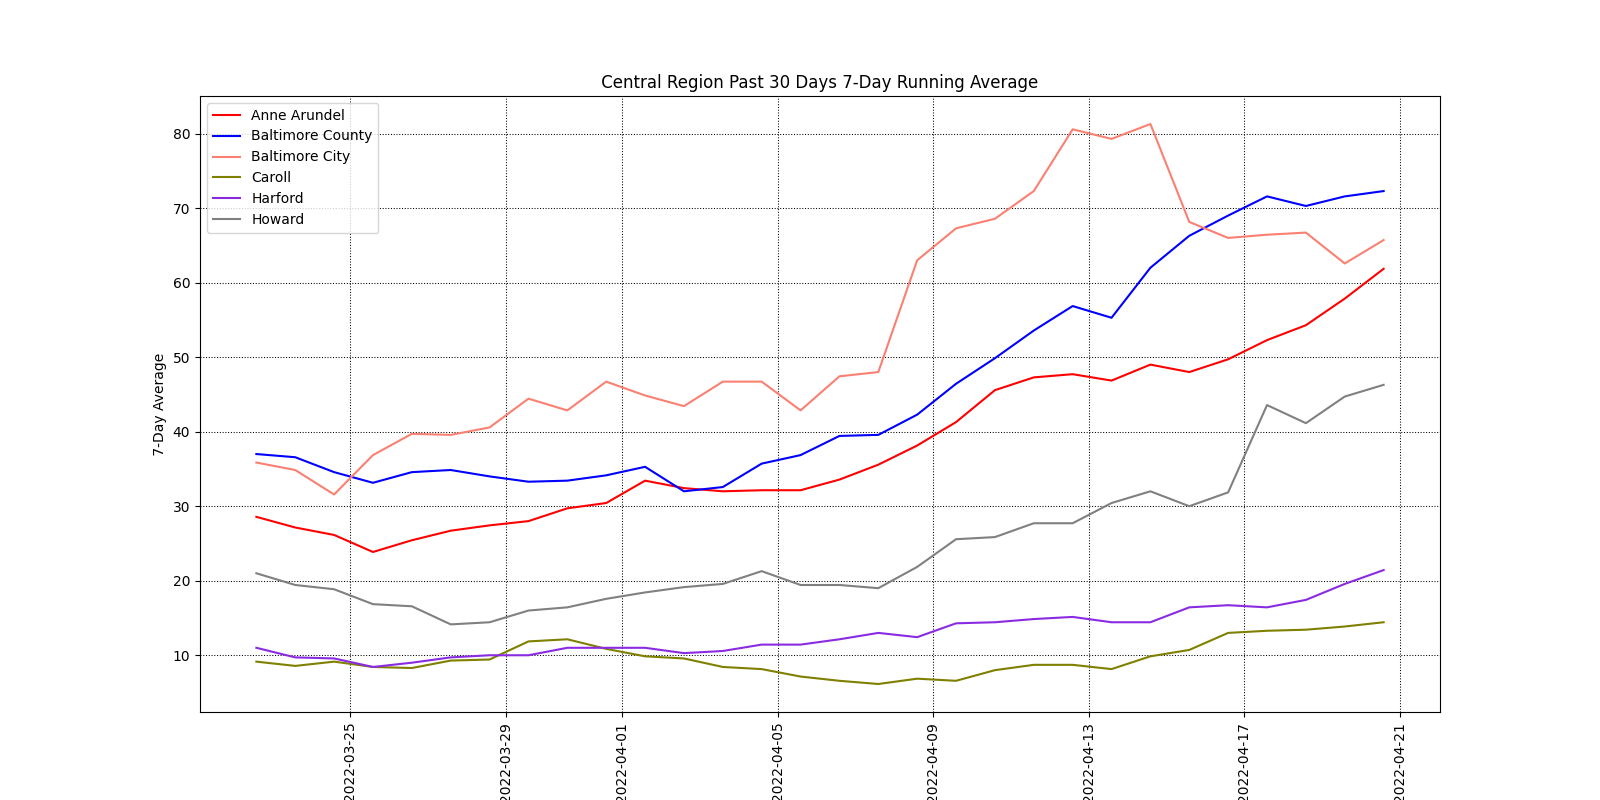 Central Region Past 30 Days 7-Day Running Average
Anne Arundel
Baltimore County
Baltimore City
Caroll
Harford
Howard
80
70
60
50
40
30
20
10
7-Day Average
2022-03-25
2022-03-29
2022-04-01
2022-04-05
2022-04-09
2022-04-13
2022-04-17
2022-04-21